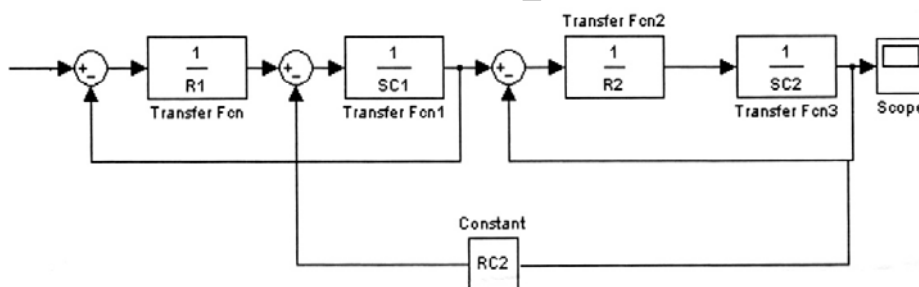 Transfer Fcn2
+
-
1
R1
+
-
1
SC1
+
-
1
R2
1
SC2
Transfer Fcn
Transfer Fcn1
Transfer Fcn3
Scope
Constant
RC2